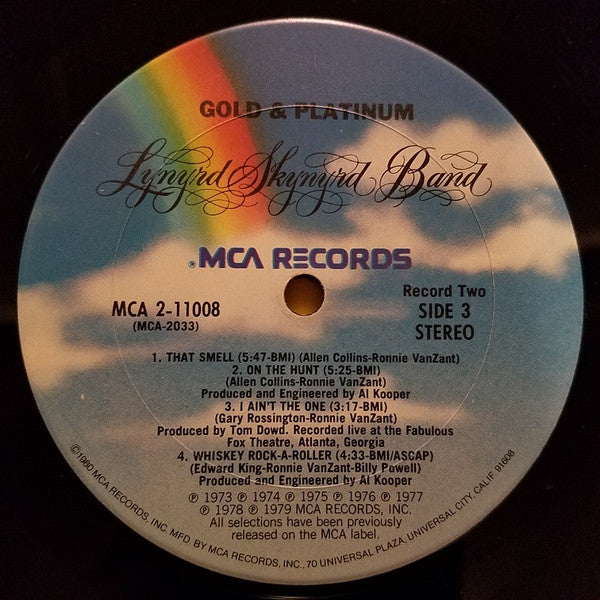 GOLD & PLATINUM
Lynyrd Skynyrd Band
®MCA RECORDS
MCA 2-11008
(MCA-2033)
Record Two
SIDE 3
STEREO
1. THAT SMELL (5:47-BMI) (Allen Collins-Ronnie VanZant)
2. ON THE HUNT (5:25-BMI)
(Allen Collins-Ronnie VanZant)
Produced and Engineered by Al Kooper
3. I AIN'T THE ONE (3:17-BMI)
(Gary Rossington-Ronnie VanZant)
Produced by Tom Dowd. Recorded live at the Fabulous
Fox Theatre, Atlanta, Georgia
4. WHISKEY ROCK-A-ROLLER (4:33-BMI/ASCAP)
(Edward King-Ronnie VanZant-Billy Powell)
Produced and Engineered by Al Kooper
℗ 1973 ℗ 1974 ℗ 1975 ℗ 1976 ℗ 1977
℗ 1978 ℗ 1979 MCA RECORDS, INC.
All selections have been previously
released on the MCA label.
©1980 MCA RECORDS, INC. MFD. BY MCA RECORDS, INC., 70 UNIVERSAL PLAZA, UNIVERSAL CITY, CALIF. 91608